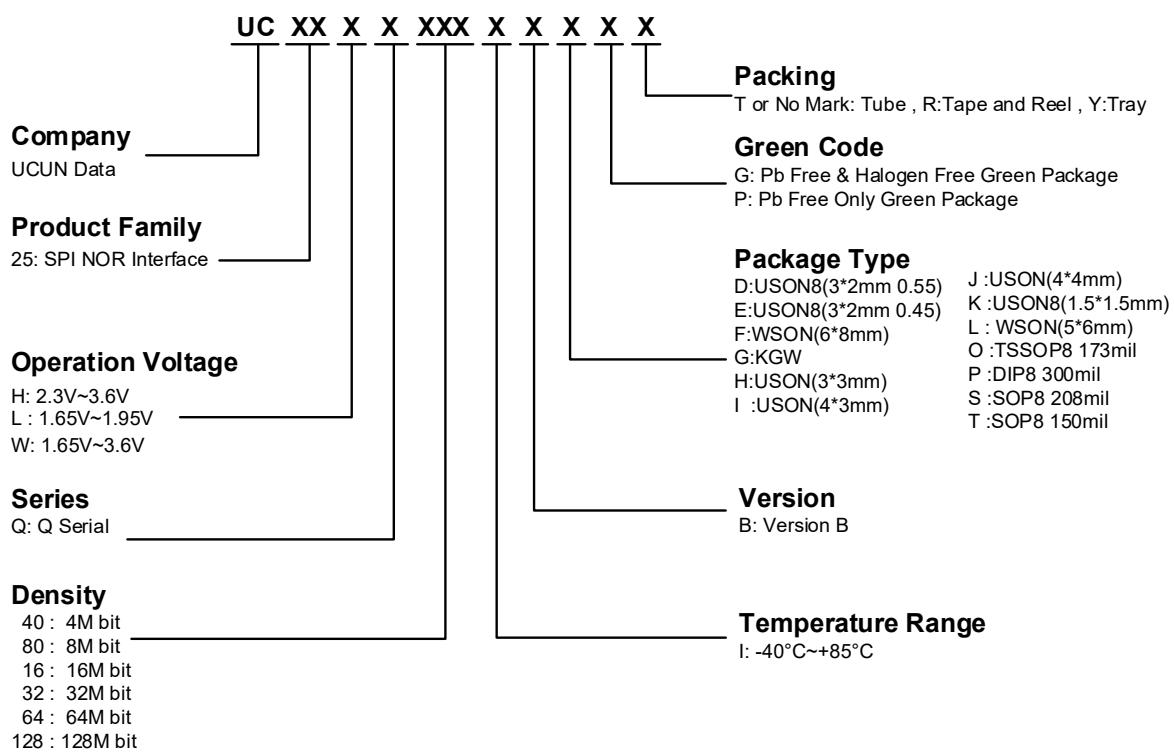 UC XX X X XXX X X X X X
Company
UCUN Data
Product Family
25: SPI NOR Interface
Operation Voltage
H: 2.3V~3.6V
L : 1.65V~1.95V
W: 1.65V~3.6V
Series
Q: Q Serial
Density
40 : 4M bit
80 : 8M bit
16 : 16M bit
32 : 32M bit
64 : 64M bit
128 : 128M bit
Packing
T or No Mark: Tube , R:Tape and Reel , Y:Tray
Green Code
G: Pb Free & Halogen Free Green Package
P: Pb Free Only Green Package
Package Type
D:USON8(3*2mm 0.55)
E:USON8(3*2mm 0.45)
F:WSON(6*8mm)
G:KGW
H:USON(3*3mm)
I :USON(4*3mm)
J :USON(4*4mm)
K :USON8(1.5*1.5mm)
L : WSON(5*6mm)
O :TSSOP8 173mil
P :DIP8 300mil
S :SOP8 208mil
T :SOP8 150mil
Version
B: Version B
Temperature Range
I: -40°C~+85°C